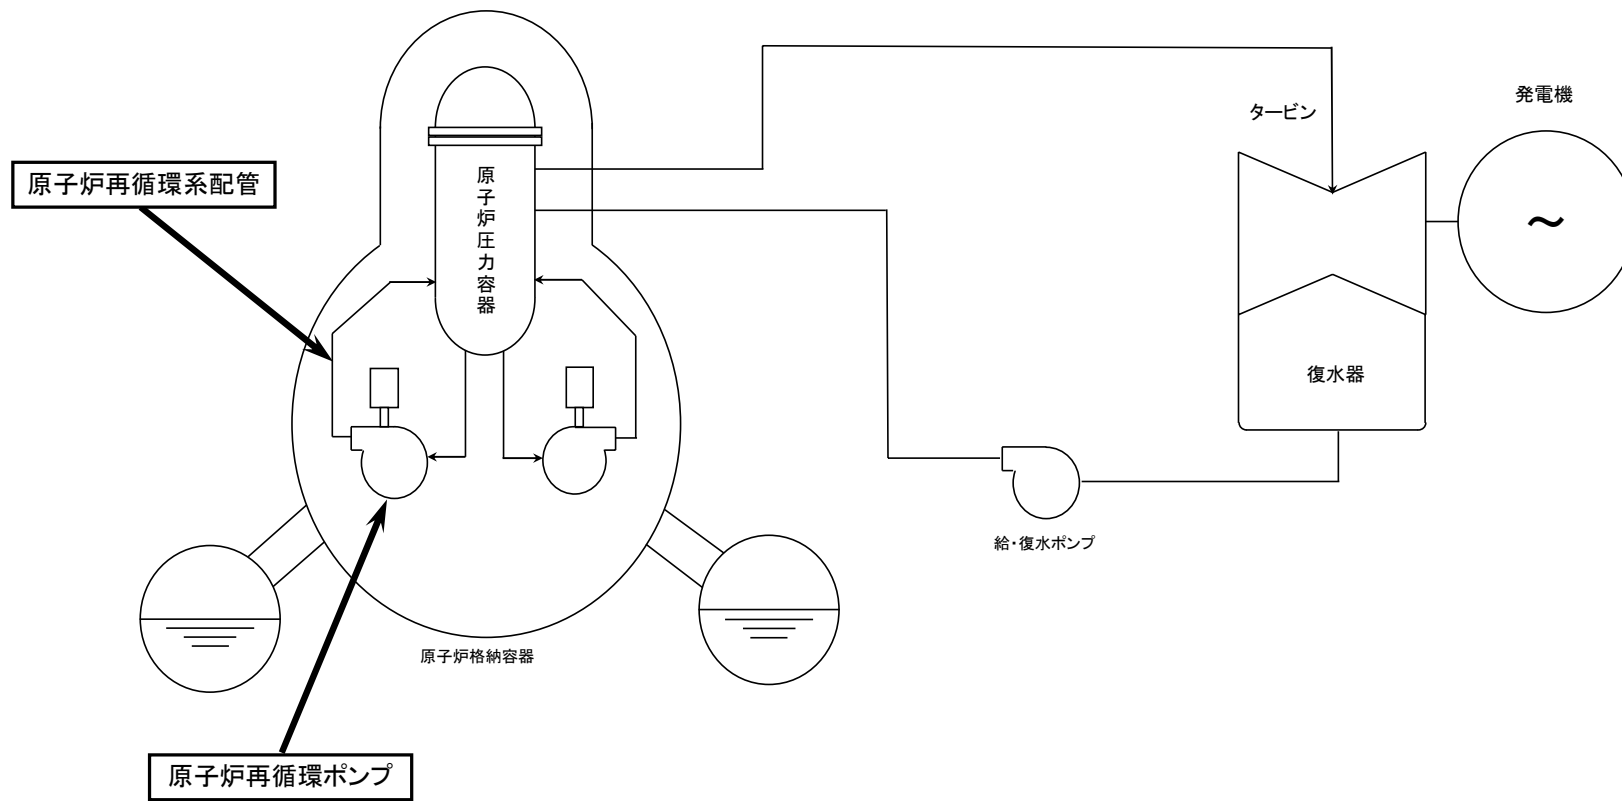 発電機
タービン
原子炉再循環系配管
原子炉圧力容器
～
復水器
給・復水ポンプ
原子炉格納容器
原子炉再循環ポンプ